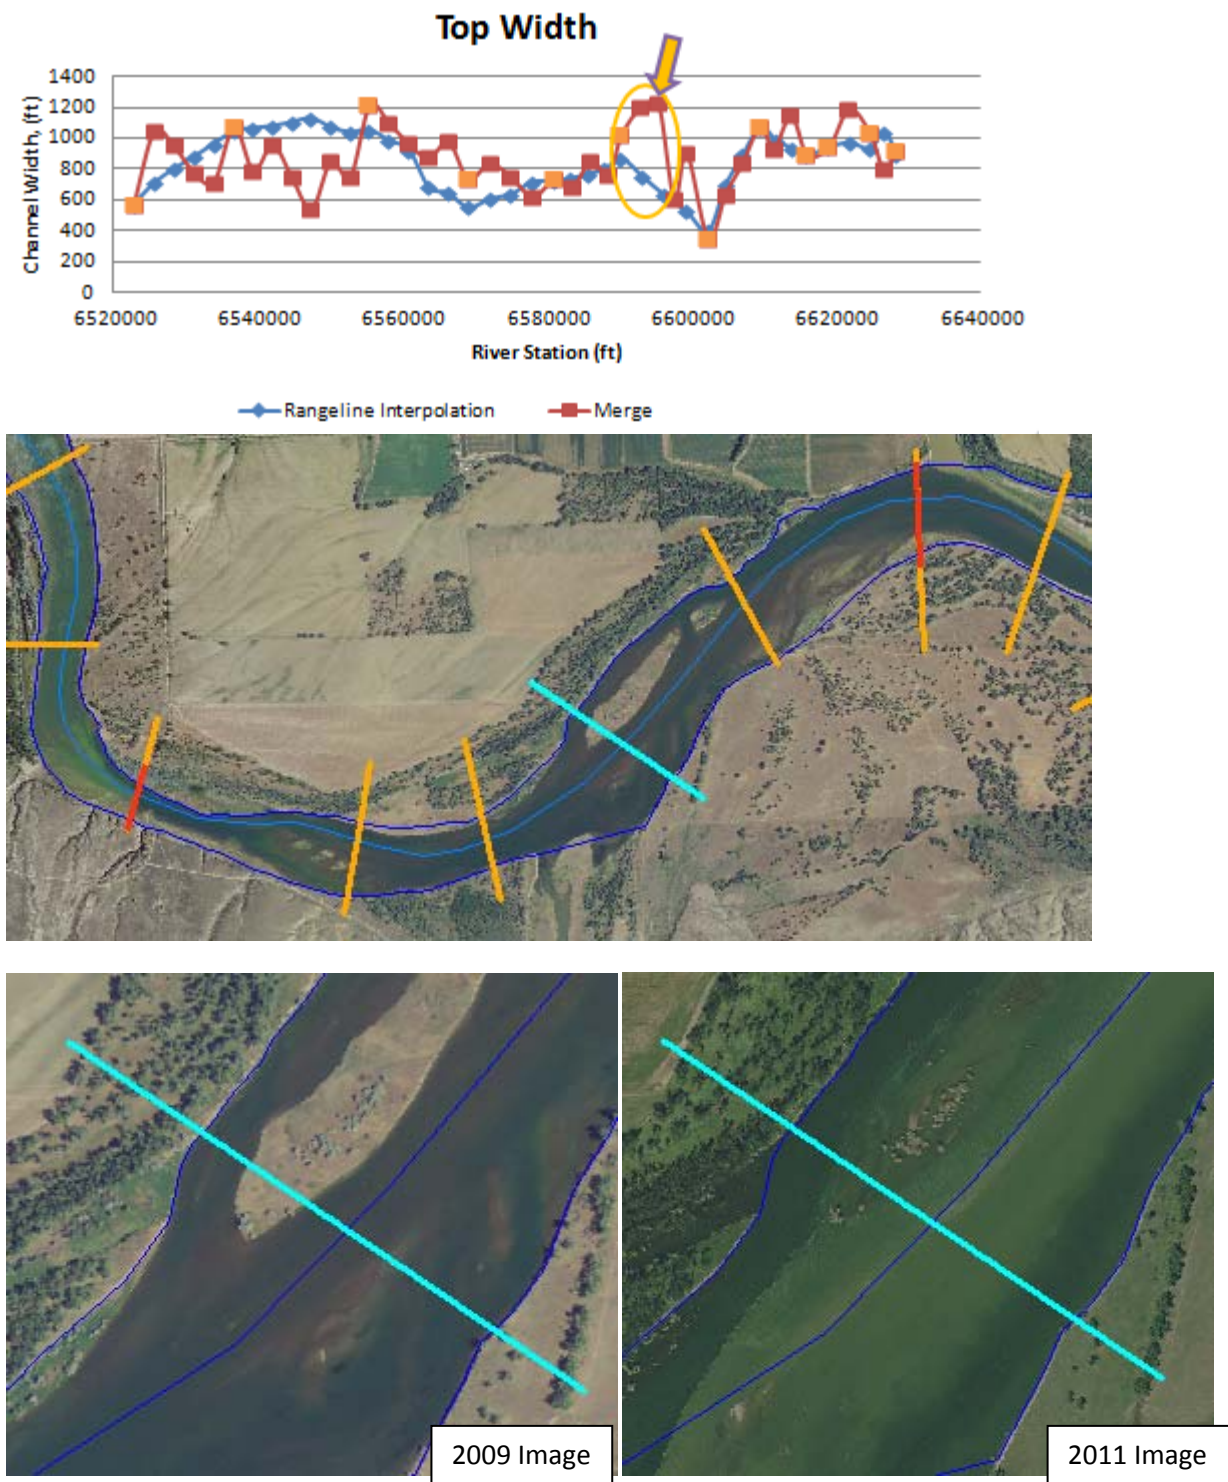 Top Width
1400
1200
1000
800
600
400
200
0
Channel Width, (ft)
6520000 6540000 6560000 6580000 6600000 6620000 6640000
River Station (ft)
Rangeline Interpolation Merge
2009 Image 2011 Image